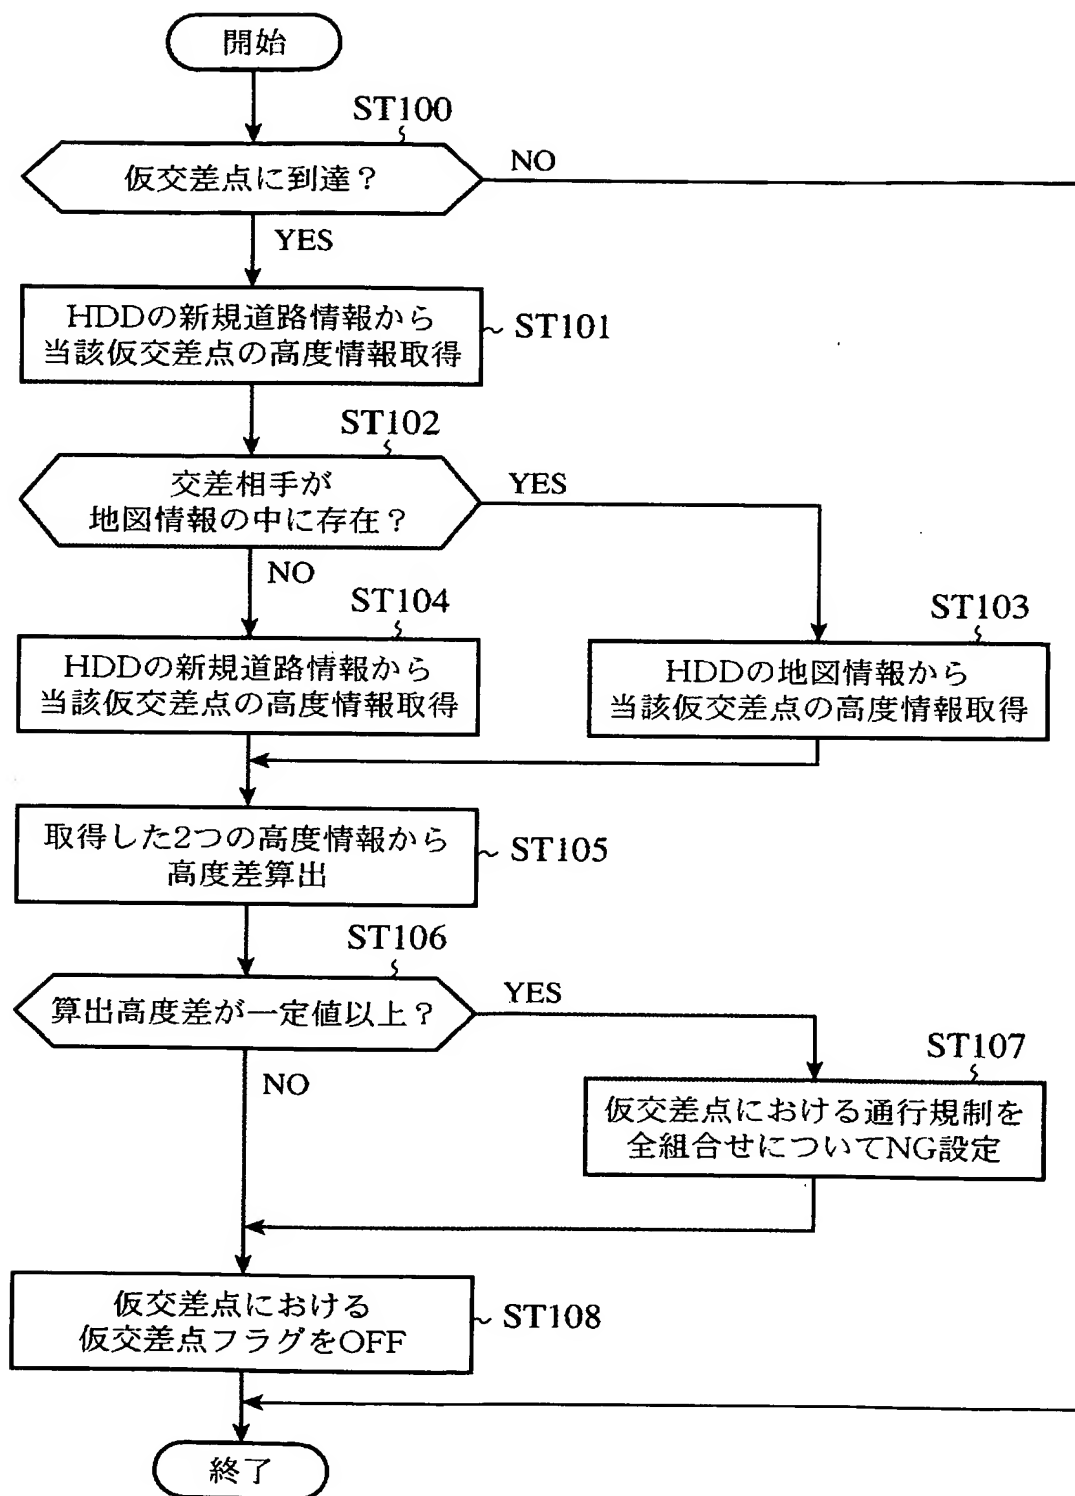 開始
ST100
仮交差点に到達?
NO
YES
HDDの新規道路情報から
当該仮交差点の高度情報取得
ST101
ST102
交差相手が
地図情報の中に存在?
YES
NO
ST104
HDDの新規道路情報から
当該仮交差点の高度情報取得
ST103
HDDの地図情報から
当該仮交差点の高度情報取得
取得した2つの高度情報から
高度差算出
ST105
ST106
算出高度差が一定値以上?
YES
NO
ST107
仮交差点における通行規制を
全組合せについてNG設定
仮交差点における
仮交差点フラグをOFF
ST108
終了